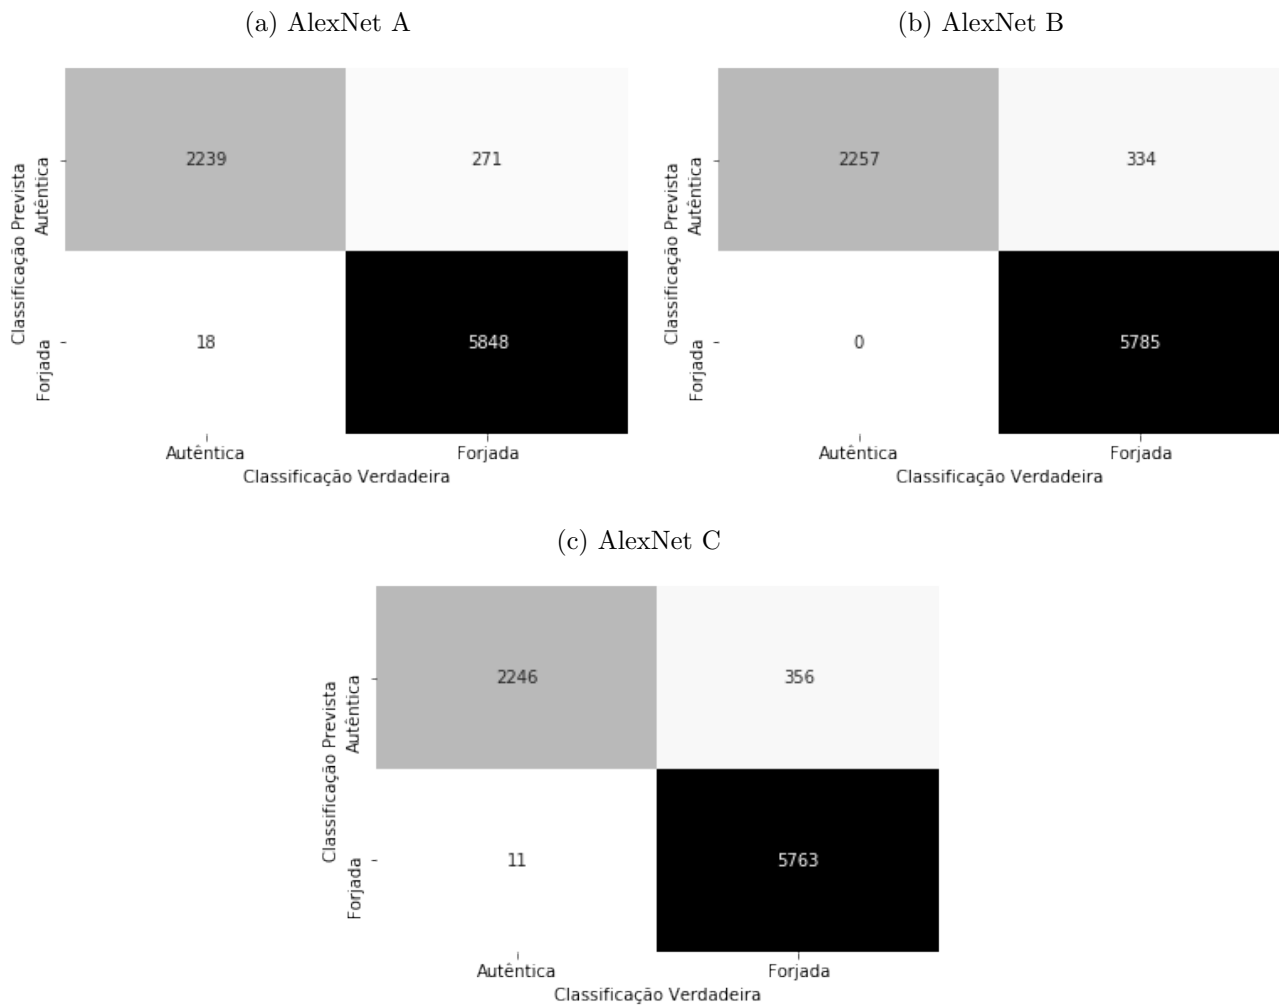 (a) AlexNet A
Classificação Prevista
Autêntica
Forjada
2239
271
18
5848
Autêntica
Forjada
Classificação Verdadeira
(b) AlexNet B
Classificação Prevista
Autêntica
Forjada
2257
334
0
5785
Autêntica
Forjada
Classificação Verdadeira
(c) AlexNet C
Classificação Prevista
Autêntica
Forjada
2246
356
11
5763
Autêntica
Forjada
Classificação Verdadeira